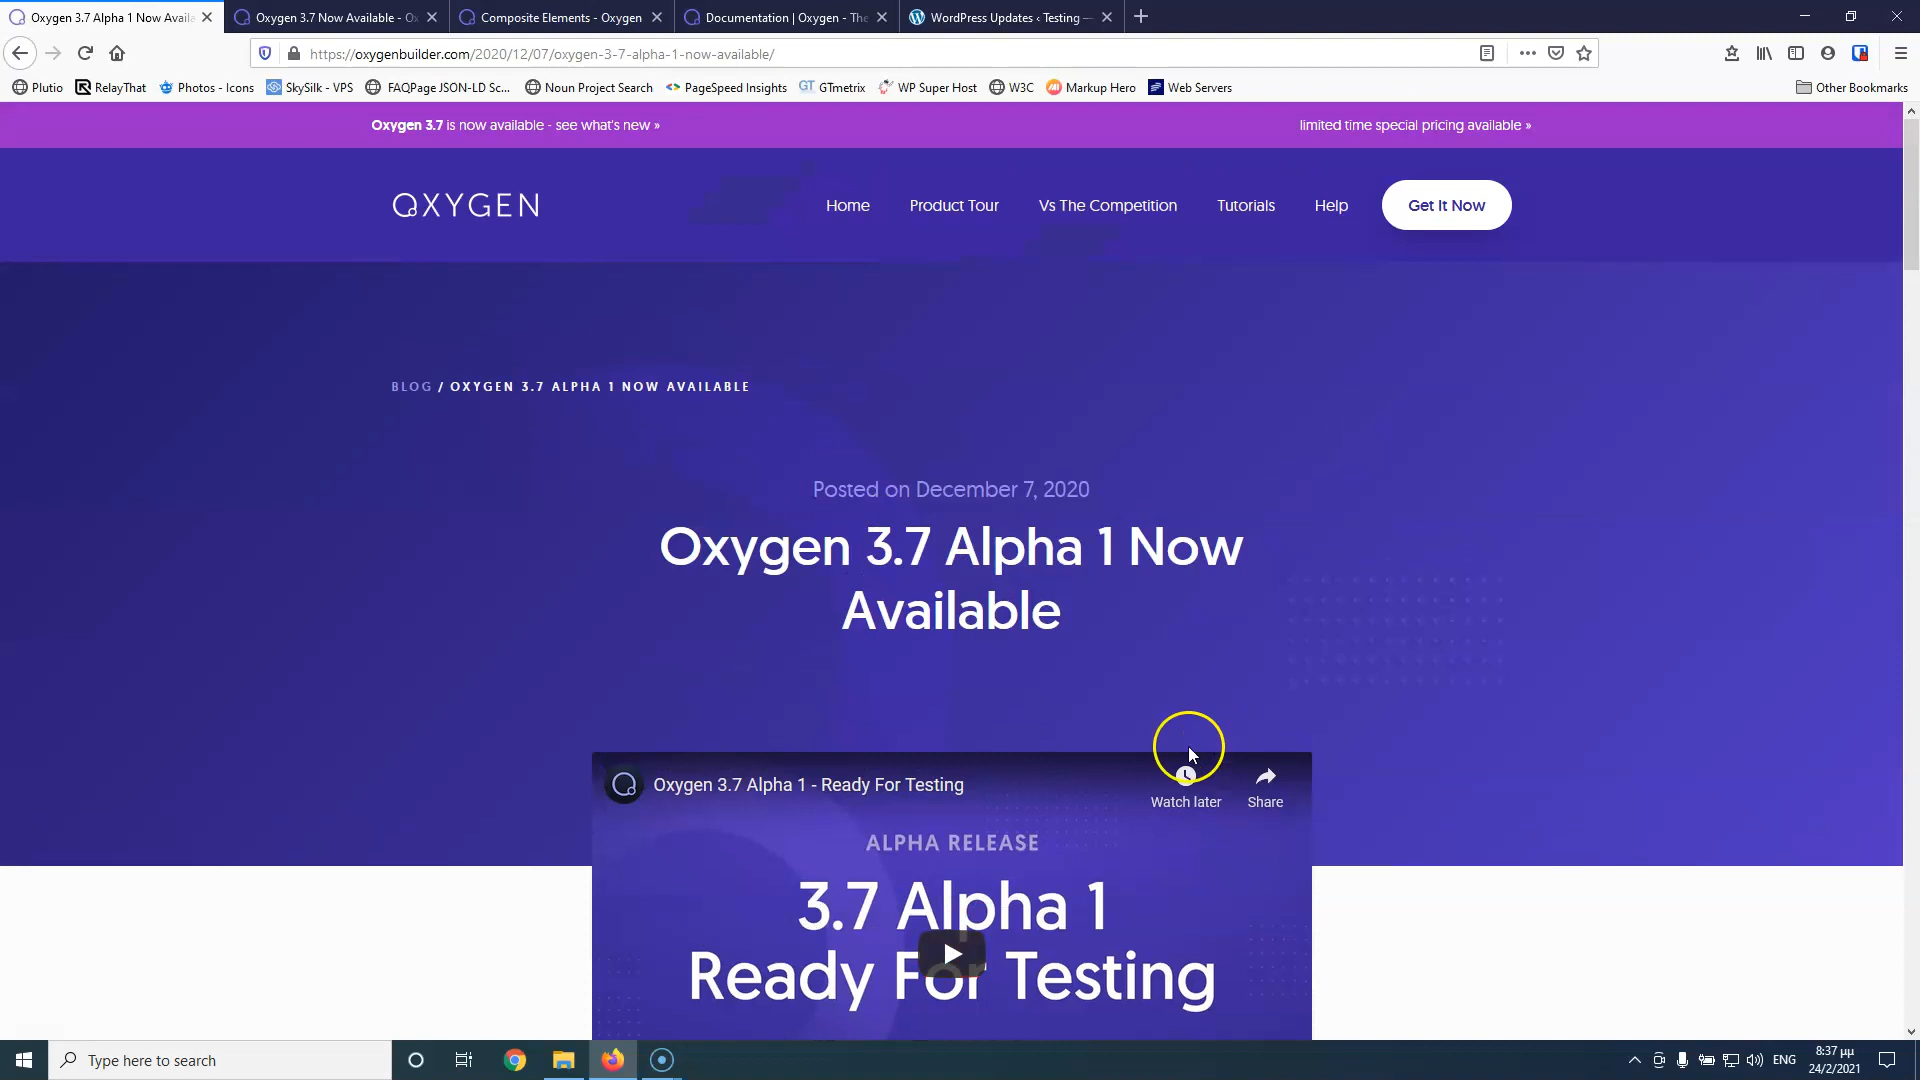 Oxygen 3.7 Alpha 1 Now Availa
Oxygen 3.7 Now Available - Ox
Composite Elements - Oxygen
Documentation | Oxygen - The
WordPress Updates ‹ Testing —
https://oxygenbuilder.com/2020/12/07/oxygen-3-7-alpha-1-now-available/
Plutio
RelayThat
Photos - Icons
SkySilk - VPS
FAQPage JSON-LD Sc...
Noun Project Search
PageSpeed Insights
GTmetrix
WP Super Host
W3C
Markup Hero
Web Servers
Other Bookmarks
Oxygen 3.7 is now available - see what's new »
limited time special pricing available »
OXYGEN
Home
Product Tour
Vs The Competition
Tutorials
Help
Get It Now
BLOG / OXYGEN 3.7 ALPHA 1 NOW AVAILABLE
Posted on December 7, 2020
Oxygen 3.7 Alpha 1 Now
Available
Oxygen 3.7 Alpha 1 - Ready For Testing
Watch later
Share
ALPHA RELEASE
3.7 Alpha 1
Ready For Testing
Type here to search
ENG
8:37 μμ
24/2/2021